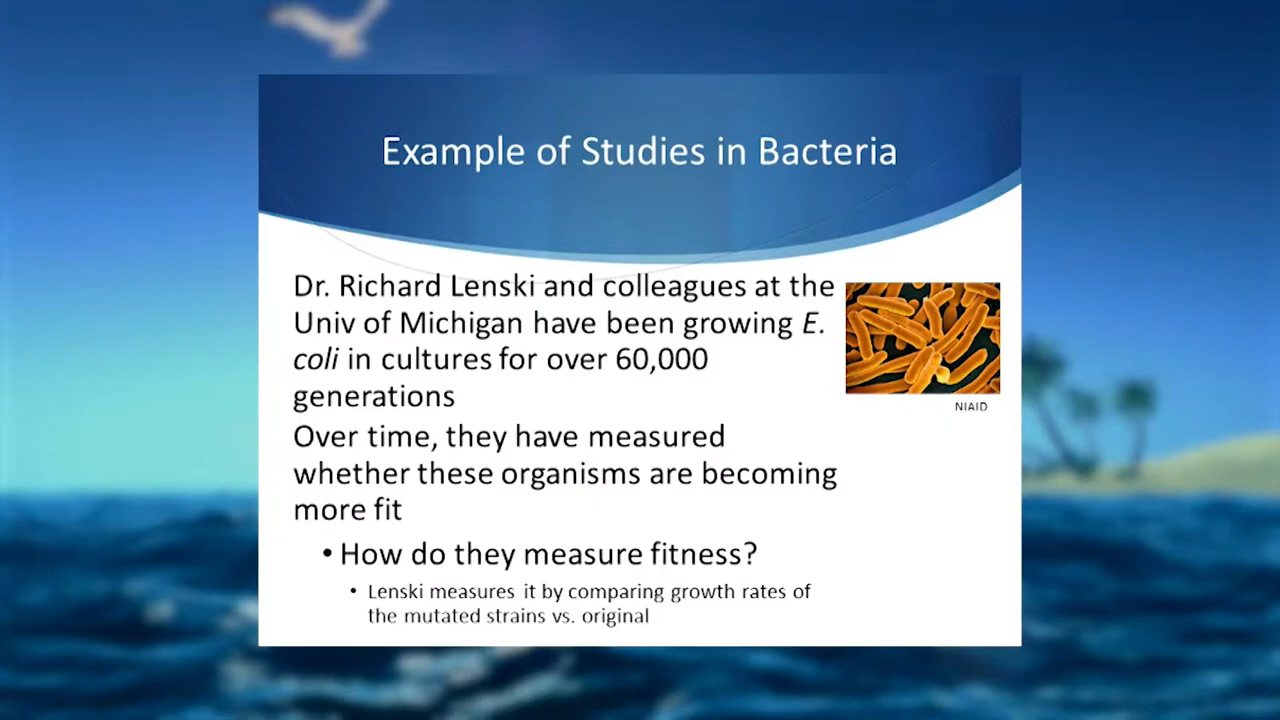 Example of Studies in Bacteria
Dr. Richard Lenski and colleagues at the
Univ of Michigan have been growing E.
coli in cultures for over 60,000
generations
NIAID
Over time, they have measured
whether these organisms are becoming
more fit
• How do they measure fitness?
• Lenski measures it by comparing growth rates of
the mutated strains vs. original